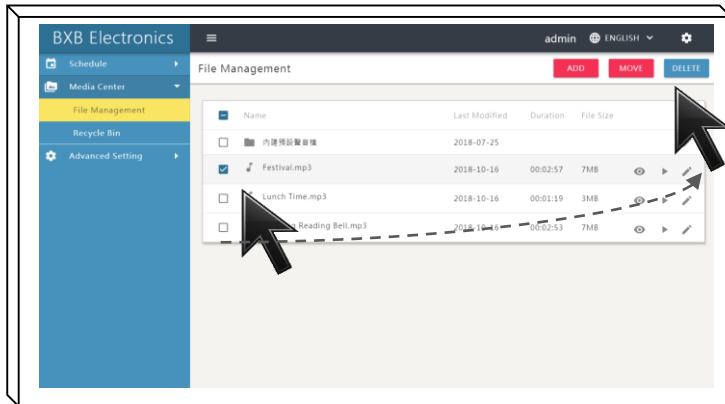 BXB Electronics
admin ENGLISH
Schedule
Media Center
File Management
Recycle Bin
Advanced Setting
File Management
ADD MOVE DELETE
Name Last Modified Duration File Size
內建預設聲音檔 2018-07-25
Festival.mp3 2018-10-16 00:02:57 7MB
Lunch Time.mp3 2018-10-16 00:01:19 3MB
Reading Bell.mp3 2018-10-16 00:02:53 7MB